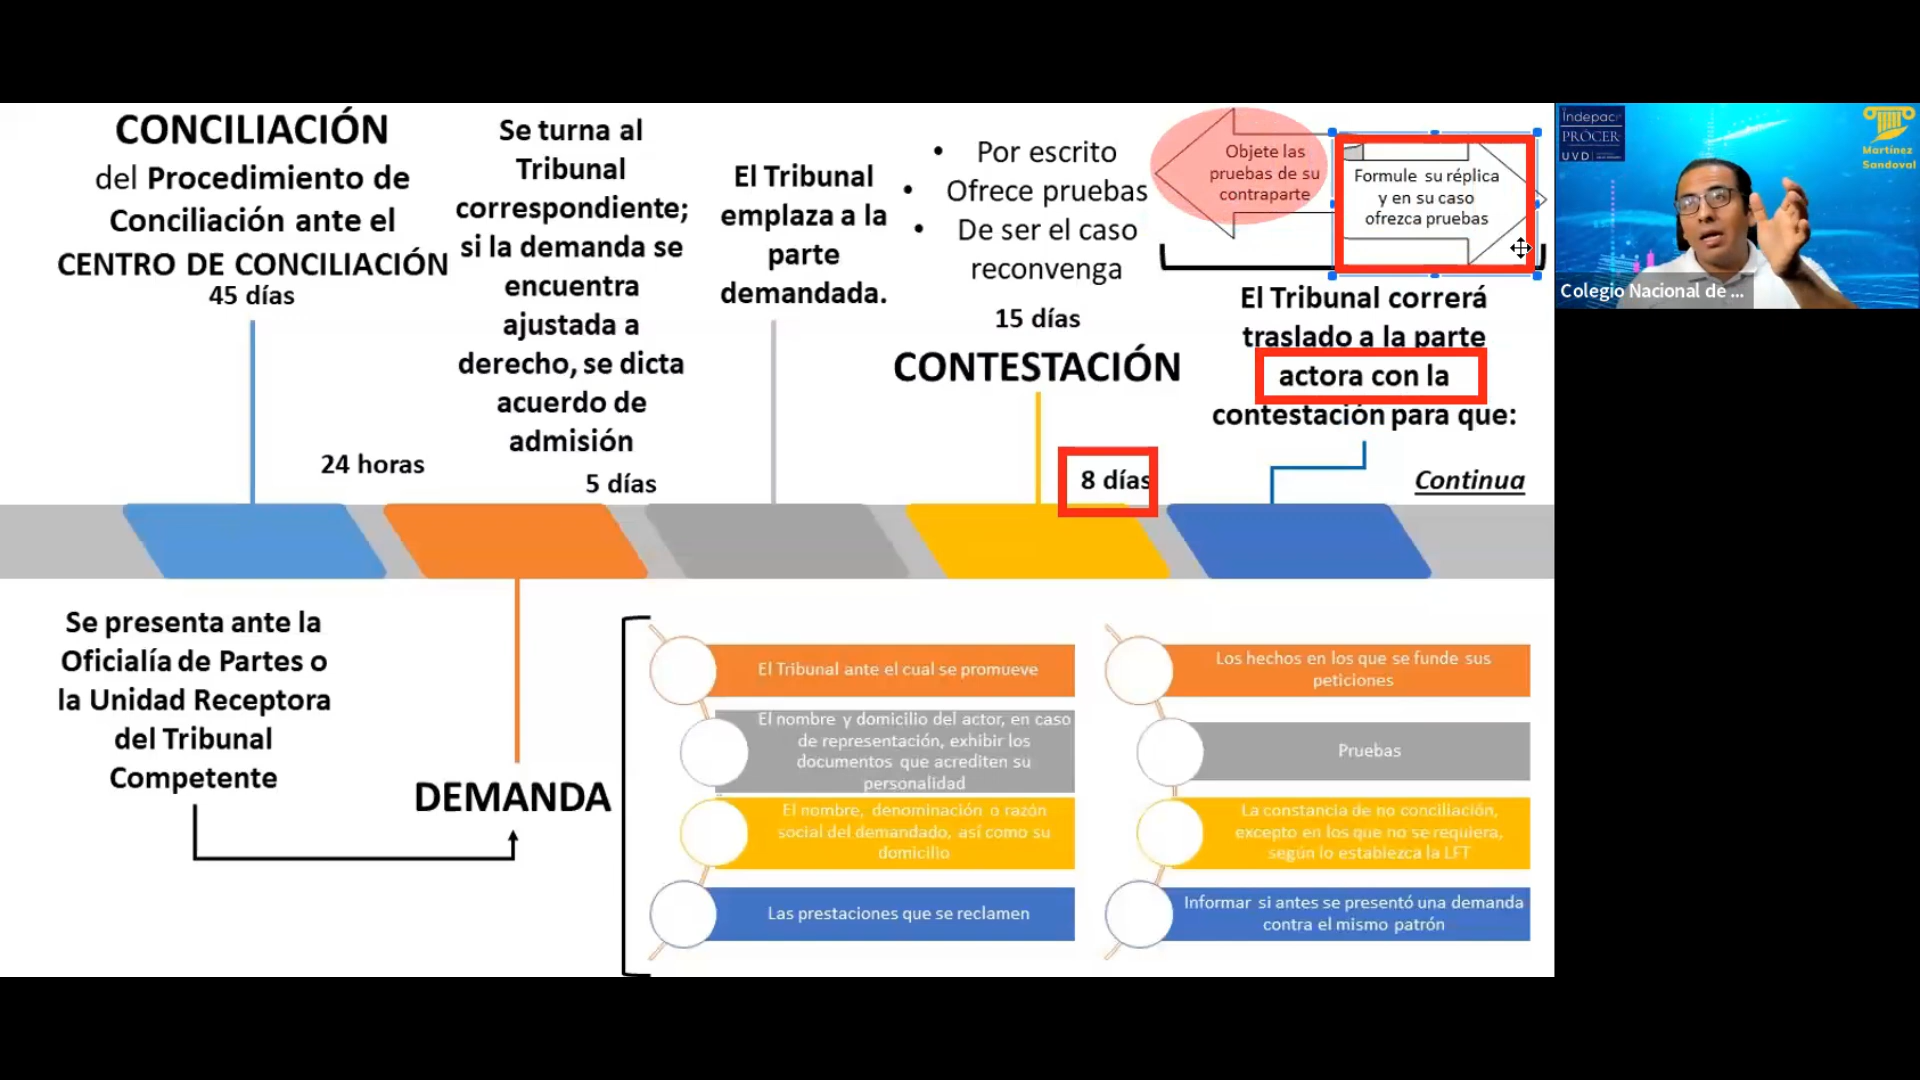 CONCILIACIÓN
del Procedimiento de
Conciliación ante el
CENTRO DE CONCILIACIÓN
45 días
24 horas
Se turna al
Tribunal
correspondiente;
si la demanda se
encuentra
ajustada a
derecho, se dicta
acuerdo de
admisión
5 días
El Tribunal
emplaza a la
parte
demandada.
• Por escrito
• Ofrece pruebas
• De ser el caso
reconvenga
15 días
CONTESTACIÓN
8 días
Objete las
pruebas de su
contraparte
Formule su réplica
y en su caso
ofrezca pruebas
El Tribunal correrá
traslado a la parte
actora con la
contestación para que:
Continua
Se presenta ante la
Oficialía de Partes o
la Unidad Receptora
del Tribunal
Competente
DEMANDA
El Tribunal ante el cual se promueve
El nombre y domicilio del actor, en caso
de representación, exhibir los
documentos que acrediten su
personalidad
El nombre, denominación o razón
social del demandado, así como su
domicilio
Las prestaciones que se reclamen
Los hechos en los que se funde sus
peticiones
Pruebas
La constancia de no conciliación,
excepto en los que no se requiera,
según lo establezca la LFT
Informar si antes se presentó una demanda
contra el mismo patrón
Indepac
PRÓCER
UVD
Martínez
Sandoval
Colegio Nacional de ...